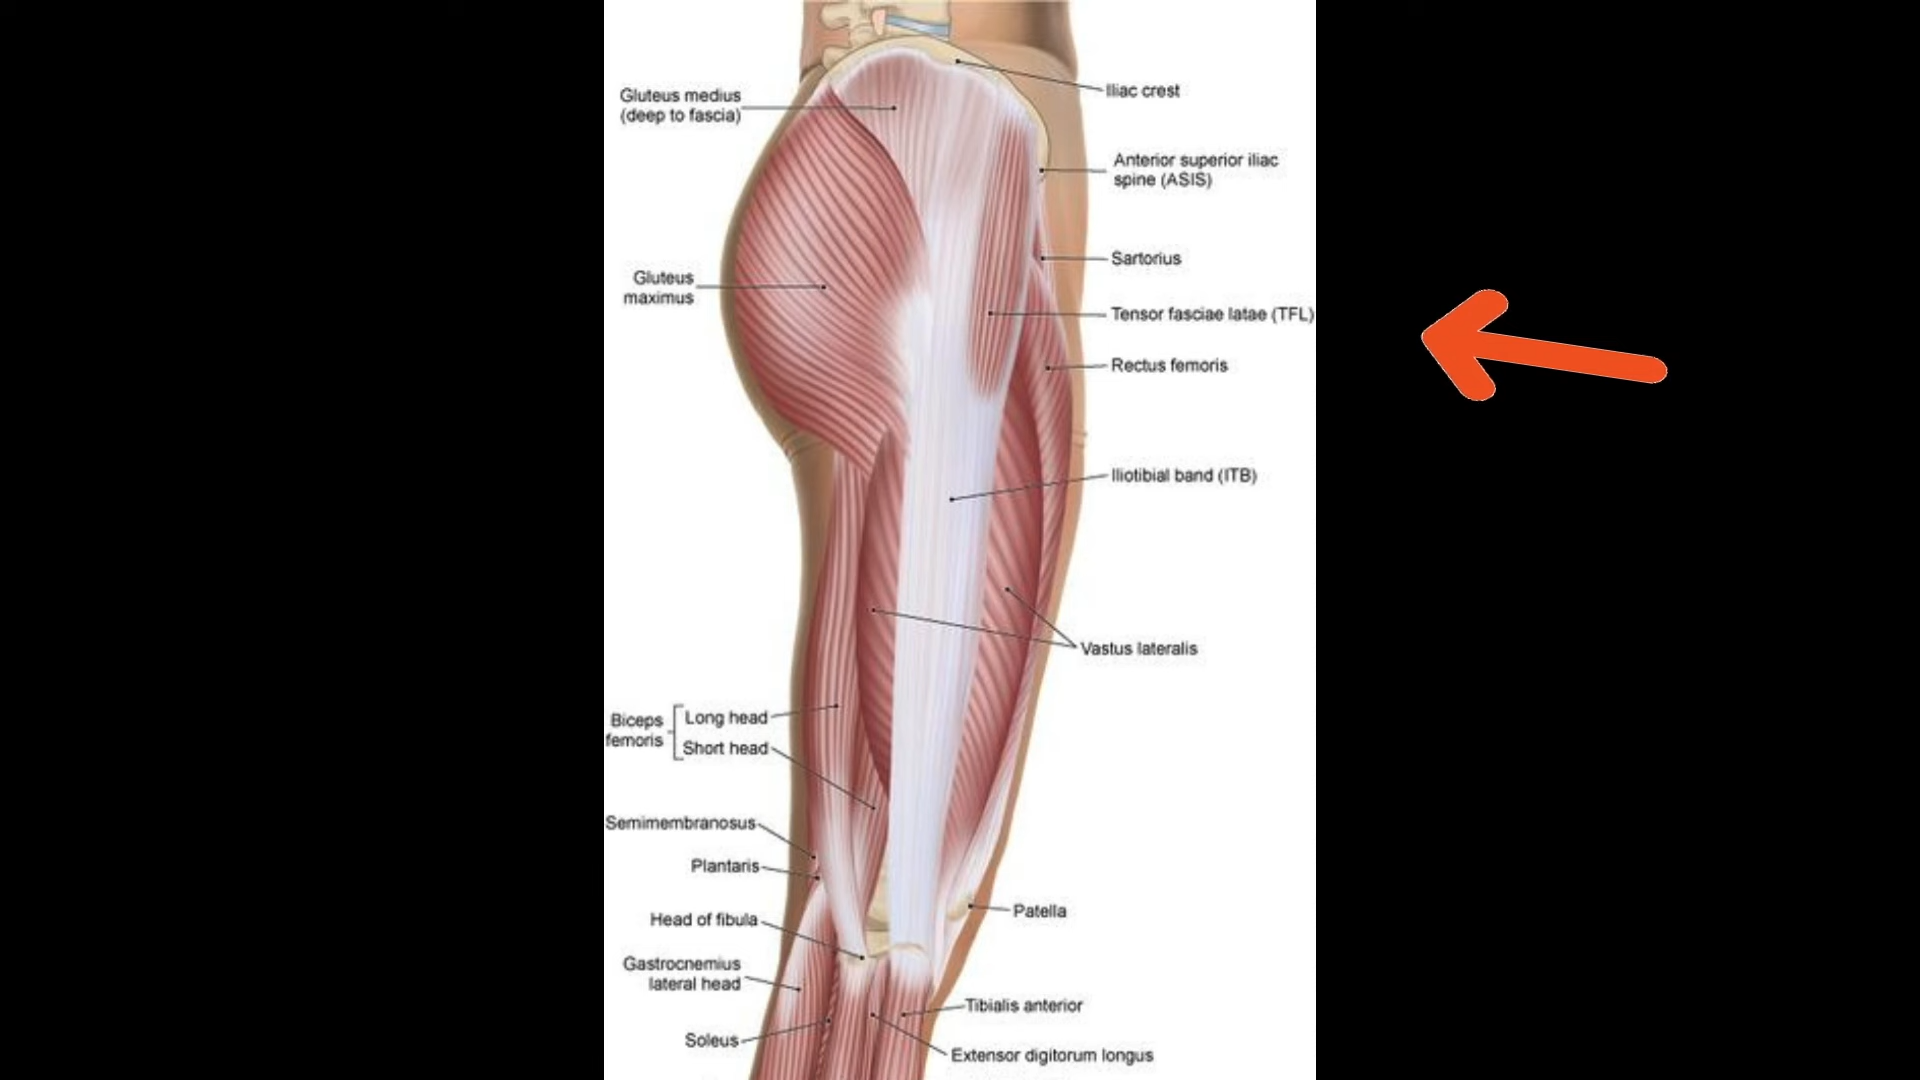 Gluteus medius
(deep to fascia)
Gluteus
maximus
Biceps
femoris
Long head
Short head
Semimembranosus
Plantaris
Head of fibula
Gastrocnemius
lateral head
Soleus
Iliac crest
Anterior superior iliac
spine (ASIS)
Sartorius
Tensor fasciae latae (TFL)
Rectus femoris
Iliotibial band (ITB)
Vastus lateralis
Patella
Tibialis anterior
Extensor digitorum longus